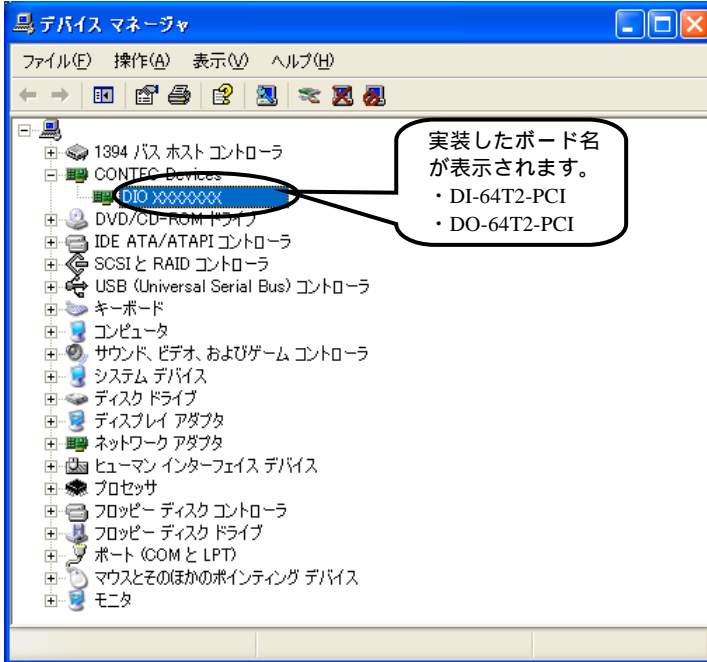 デバイス マネージャ
ファイル(F) 操作(A) 表示(V) ヘルプ(H)
1394 バス ホスト コントローラ
CONTEC Devices
DIO XXXXXXX
DVD/CD-ROM ドライブ
IDE ATA/ATAPI コントローラ
SCSI と RAID コントローラ
USB (Universal Serial Bus) コントローラ
キーボード
コンピュータ
サウンド、ビデオ、およびゲーム コントローラ
システム デバイス
ディスク ドライブ
ディスプレイ アダプタ
ネットワーク アダプタ
ヒューマン インターフェイス デバイス
プロセッサ
フロッピー ディスク コントローラ
フロッピー ディスク ドライブ
ポート (COM と LPT)
マウスとそのほかのポインティング デバイス
モニタ
実装したボード名
が表示されます。
・DI-64T2-PCI
・DO-64T2-PCI